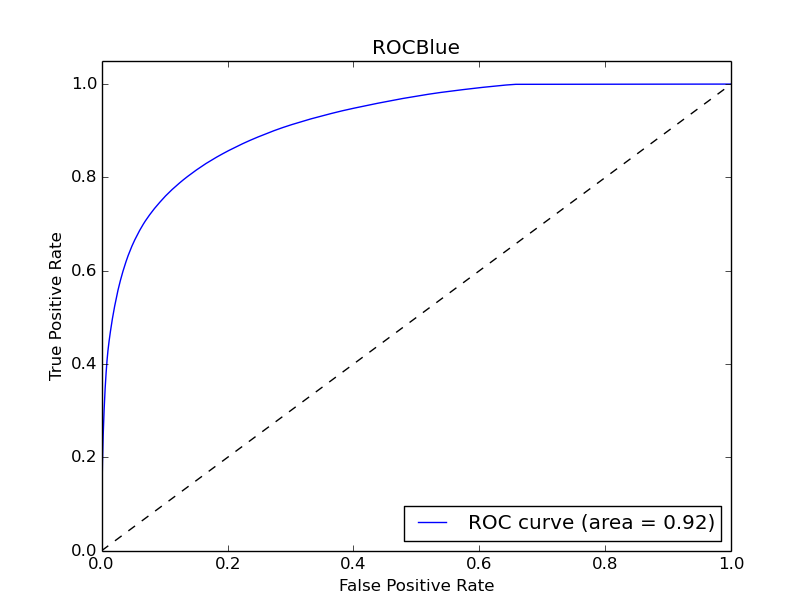 ROCBlue
1.0
0.8
0.6
0.4
0.2
0.0
True Positive Rate
ROC curve (area = 0.92)
0.0 0.2 0.4 0.6 0.8 1.0
False Positive Rate